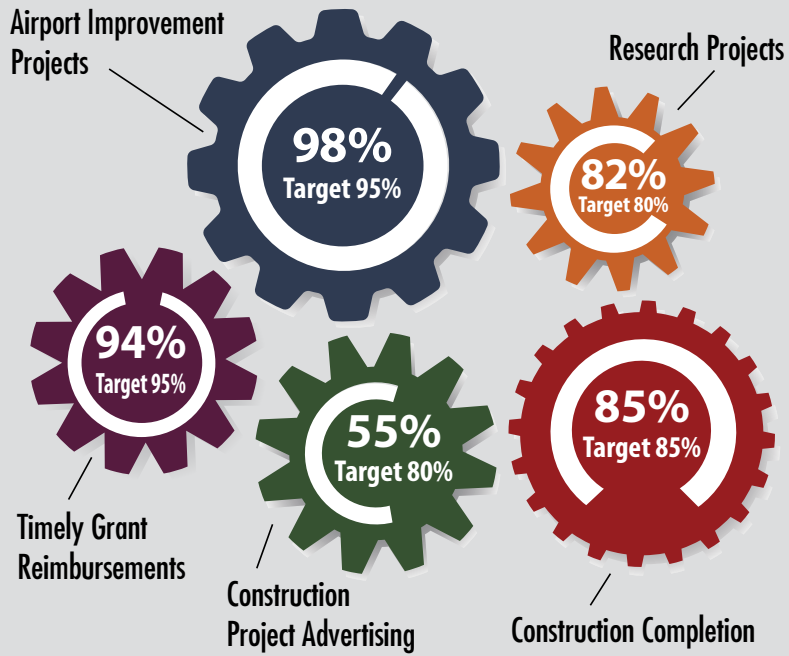 Airport Improvement
Projects
98%
Target 95%
Research Projects
82%
Target 80%
94%
Target 95%
Timely Grant
Reimbursements
55%
Target 80%
Construction
Project Advertising
85%
Target 85%
Construction Completion